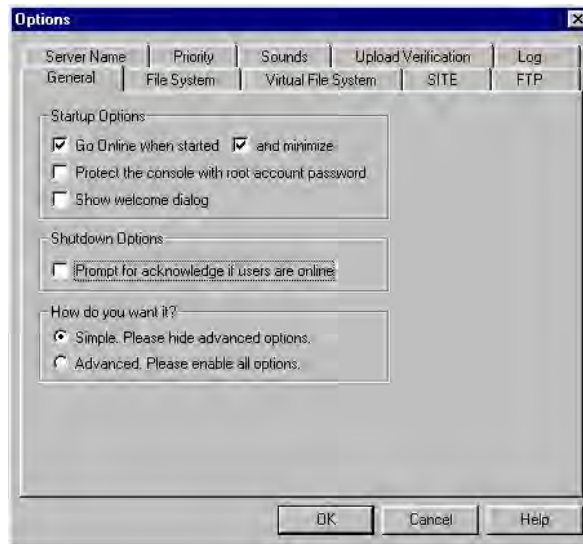 Options
Server Name Priority Sounds Upload Verification Log
General File System Virtual File System SITE FTP
Startup Options
Go Online when started and minimize
Protect the console with root account password
Show welcome dialog
Shutdown Options
Prompt for acknowledge if users are online
How do you want it?
Simple. Please hide advanced options.
Advanced. Please enable all options.
OK Cancel Help